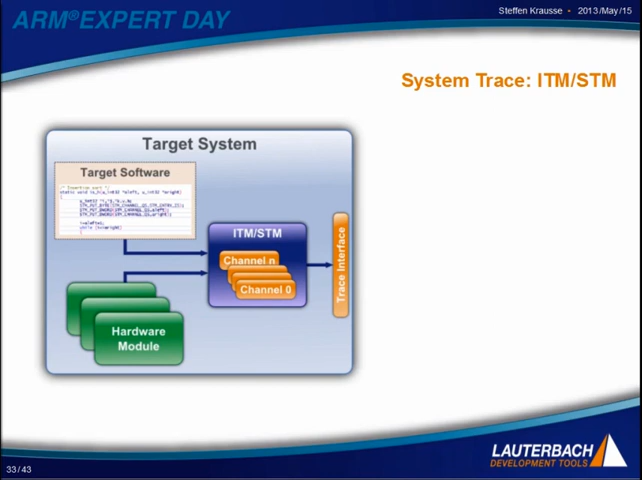 Steffen Krausse • 2013/May/15
ARM®EXPERT DAY
System Trace: ITM/STM
Target System
Target Software
ITM/STM
Channel n
Channel 0
Trace Interface
Hardware
Module
LAUTERBACH
DEVELOPMENT TOOLS
33/43